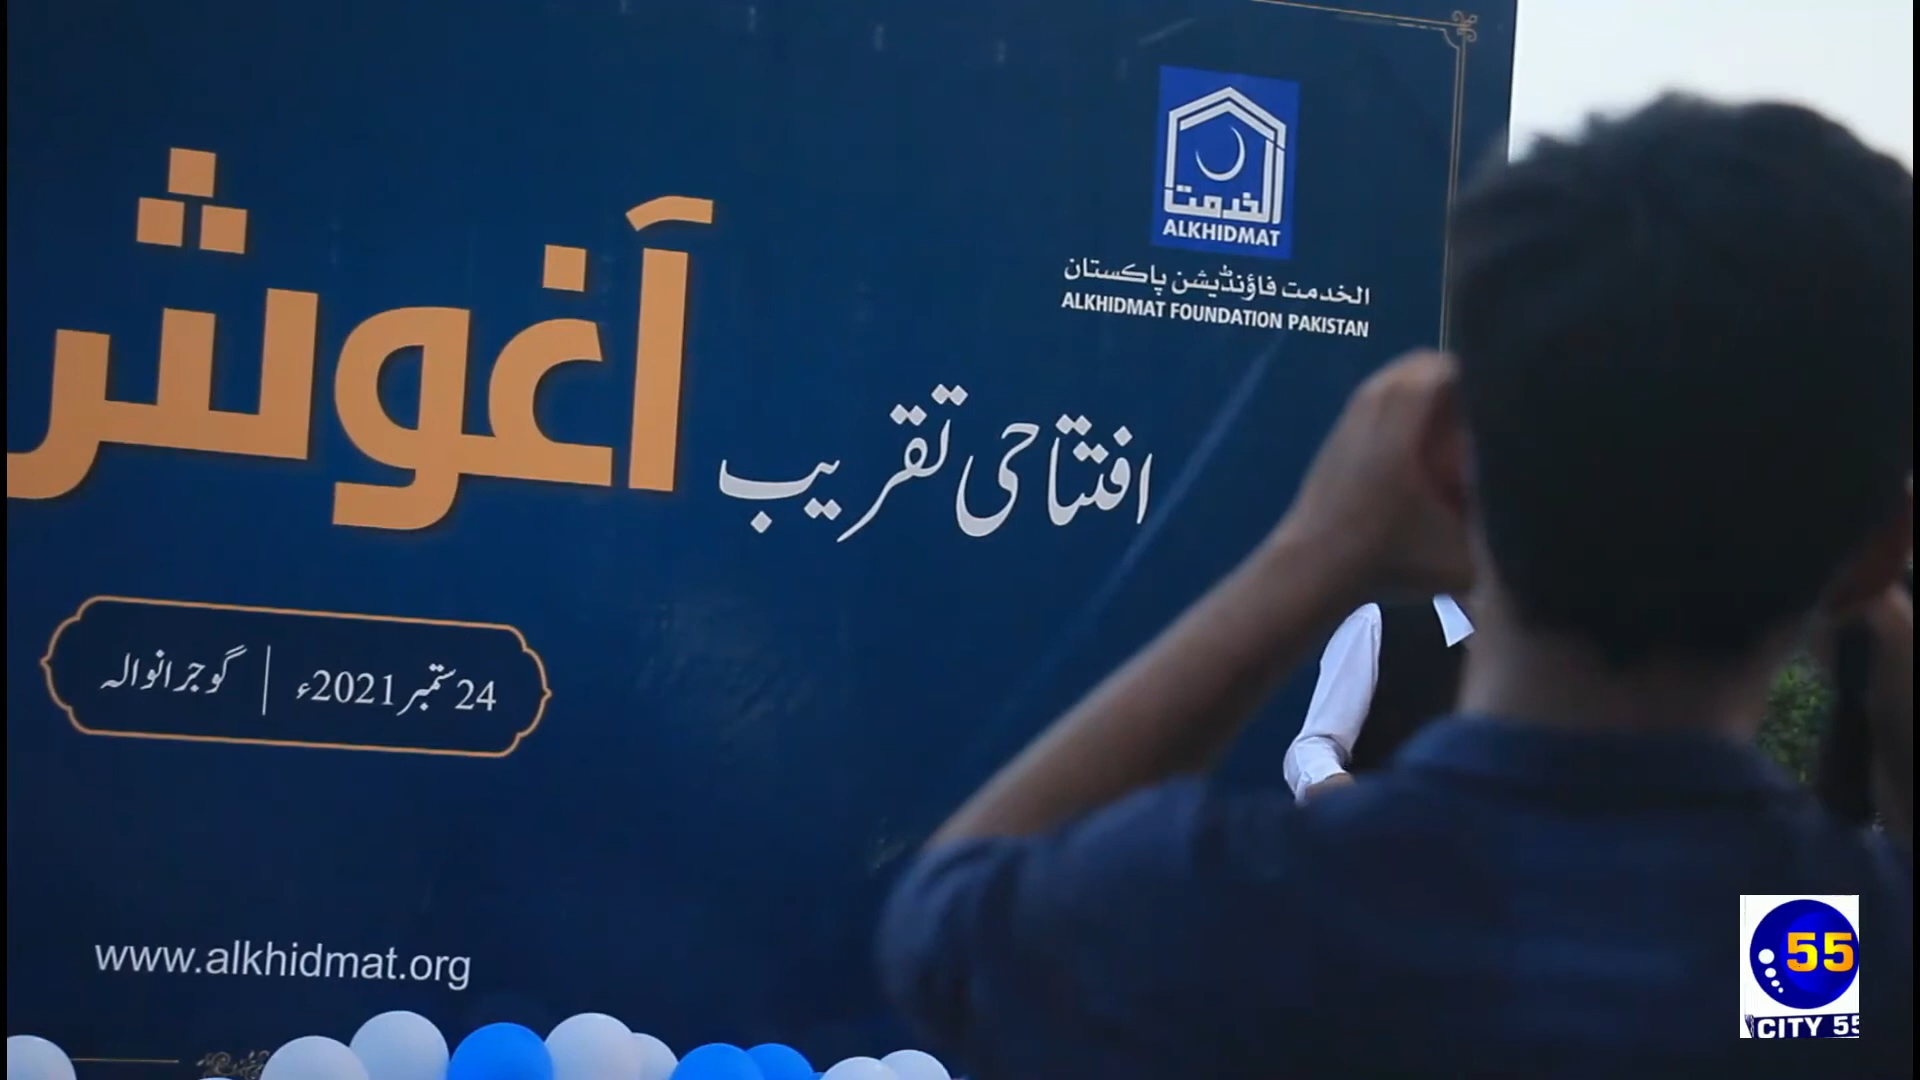 الخدمت
ALKHIDMAT
الخدمت فاؤنڈیشن پاکستان
ALKHIDMAT FOUNDATION PAKISTAN
افتتاحی تقریب آغوش
24 ستمبر 2021ء | گوجرانوالہ
www.alkhidmat.org
55
CITY 55